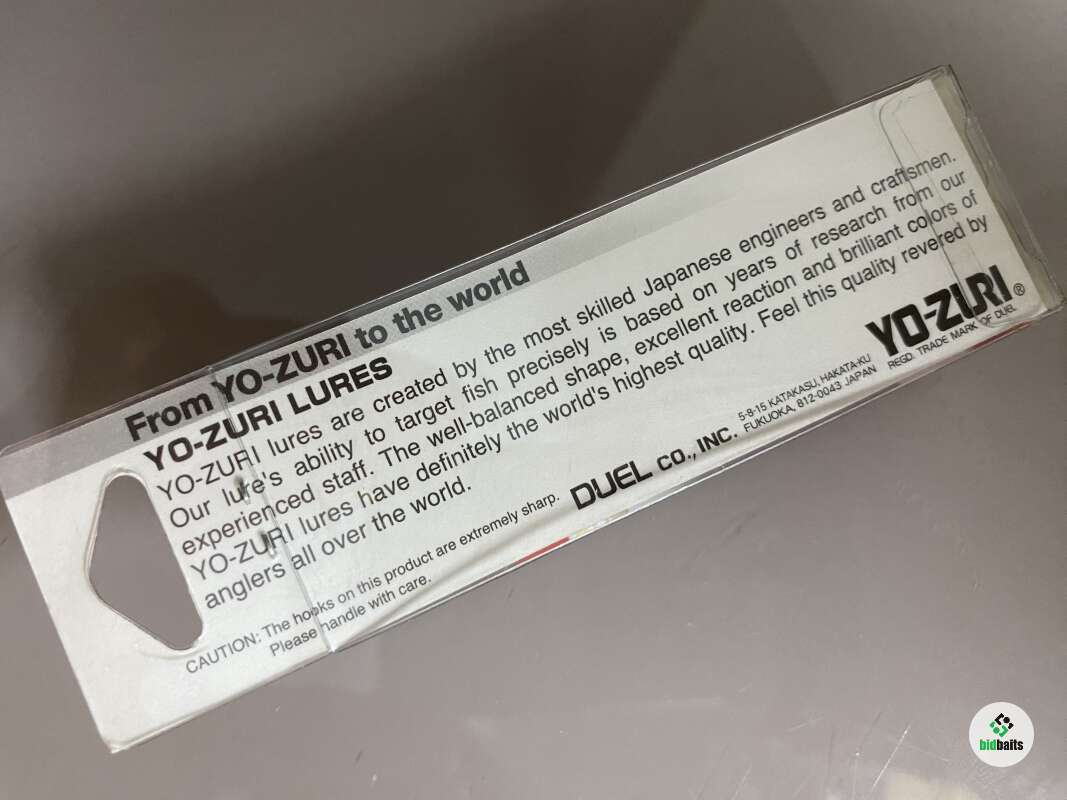 From YO-ZURI to the world
YO-ZURI LURES
YO-ZURI lures are created by the most skilled Japanese engineers and craftsmen.
Our lure's ability to target fish precisely is based on years of research from our
experienced staff. The well-balanced shape, excellent reaction and brilliant colors of
YO-ZURI lures have definitely the world's highest quality. Feel this quality revered by
anglers all over the world.
CAUTION: The hooks on this product are extremely sharp.
Please handle with care.
DUEL CO., INC.
5-8-15 KATAKASU, HAKATA-KU
FUKUOKA, 812-0043 JAPAN
YO-ZURI®
REGD. TRADE MARK OF DUEL
bidbaits